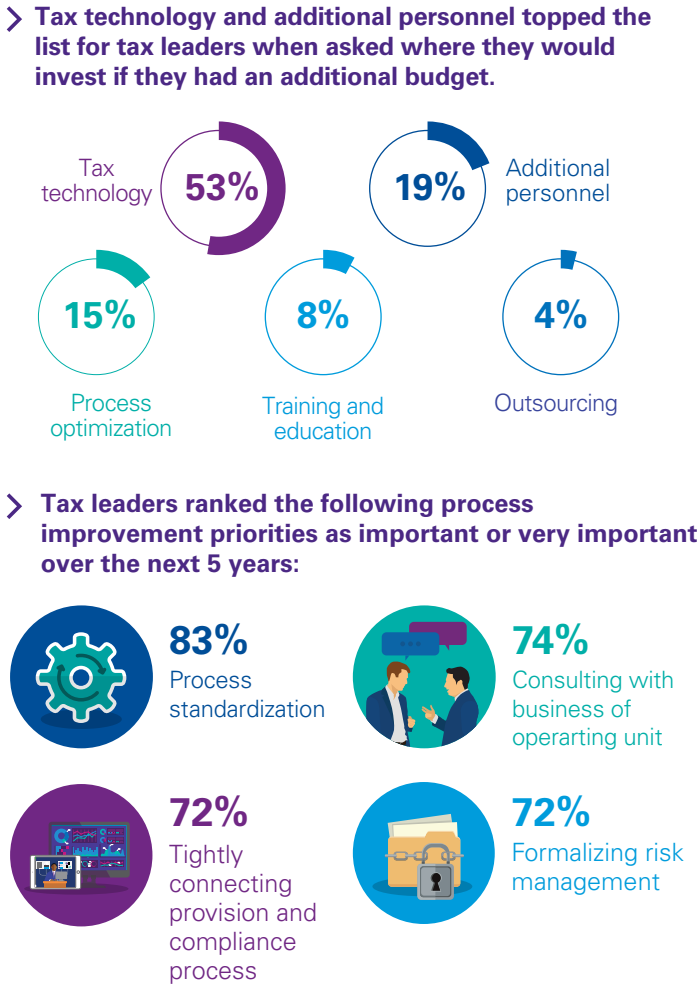 Tax technology and additional personnel topped the
list for tax leaders when asked where they would
invest if they had an additional budget.
Tax
technology
53%
19%
Additional
personnel
15%
Process
optimization
8%
Training and
education
4%
Outsourcing
Tax leaders ranked the following process
improvement priorities as important or very important
over the next 5 years:
83%
Process
standardization
74%
Consulting with
business of
operarting unit
72%
Tightly
connecting
provision and
compliance
process
72%
Formalizing risk
management